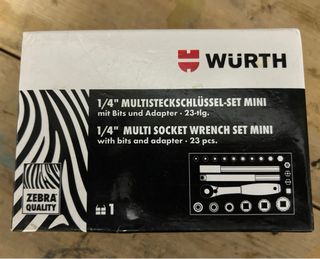 WÜRTH
1/4" MULTISTECKSCHLÜSSEL-SET MINI
mit Bits und Adapter · 23-tlg.
1/4" MULTI SOCKET WRENCH SET MINI
with bits and adapter · 23 pcs.
ZEBRA
QUALITY
1